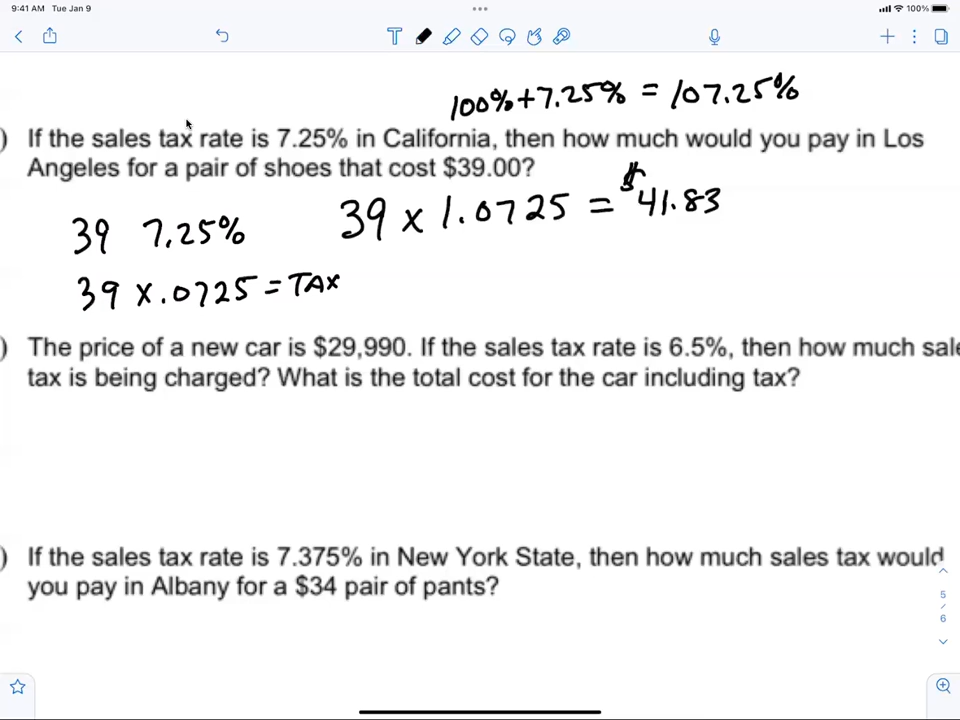 9:41 AM Tue Jan 9
100%
T
100% + 7.25% = 107.25%
) If the sales tax rate is 7.25% in California, then how much would you pay in Los
Angeles for a pair of shoes that cost $39.00?
39 7.25%
39 x 1.0725 = $41.83
39 x .0725 = TAX
) The price of a new car is $29,990. If the sales tax rate is 6.5%, then how much sale
tax is being charged? What is the total cost for the car including tax?
) If the sales tax rate is 7.375% in New York State, then how much sales tax would
you pay in Albany for a $34 pair of pants?
5
/
6